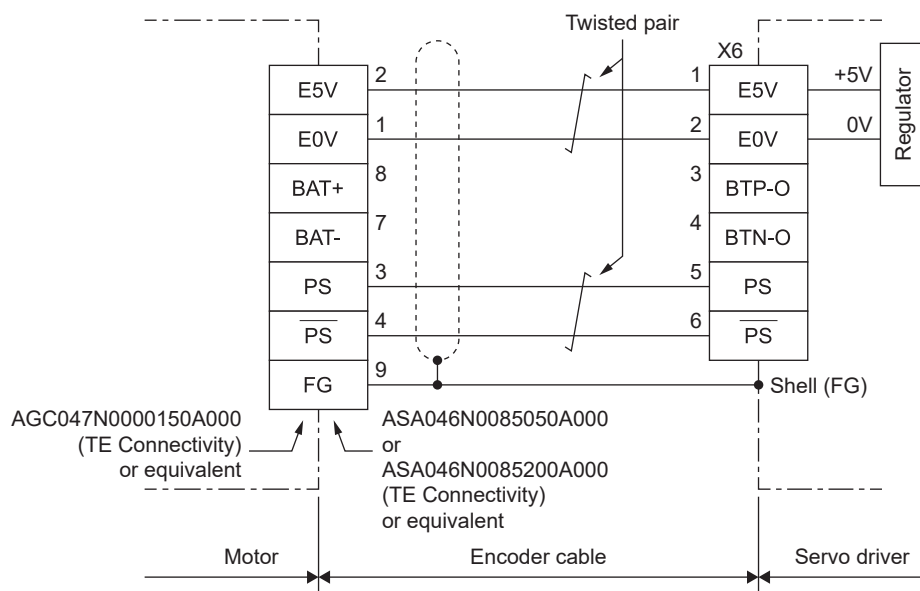 Twisted pair
X6
E5V 2 1 E5V +5V
E0V 1 2 E0V 0V
Regulator
BAT+ 8 3 BTP-O
BAT- 7 4 BTN-O
PS 3 5 PS
P̅S̅ 4 6 P̅S̅
FG 9 Shell (FG)
AGC047N0000150A000
(TE Connectivity)
or equivalent
ASA046N0085050A000
or
ASA046N0085200A000
(TE Connectivity)
or equivalent
Motor Encoder cable Servo driver